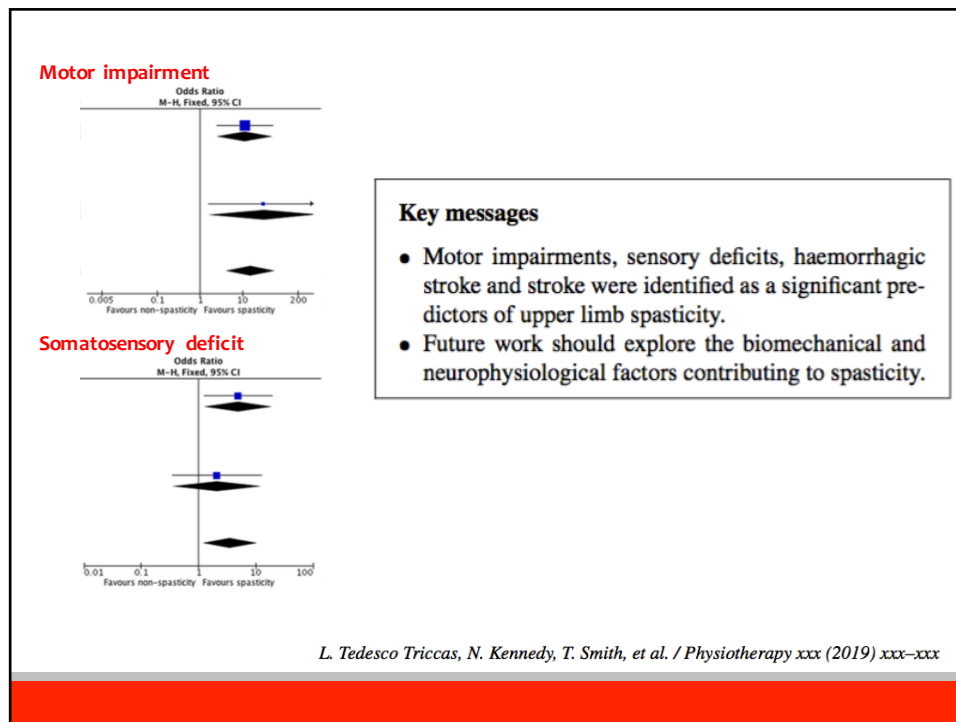 Motor impairment
Odds Ratio
M-H, Fixed, 95% CI
0.005 0.1 1 10 200
Favours non-spasticity Favours spasticity
Somatosensory deficit
Odds Ratio
M-H, Fixed, 95% CI
0.01 0.1 1 10 100
Favours non-spasticity Favours spasticity
Key messages
• Motor impairments, sensory deficits, haemorrhagic
stroke and stroke were identified as a significant pre-
dictors of upper limb spasticity.
• Future work should explore the biomechanical and
neurophysiological factors contributing to spasticity.
L. Tedesco Triccas, N. Kennedy, T. Smith, et al. / Physiotherapy xxx (2019) xxx–xxx